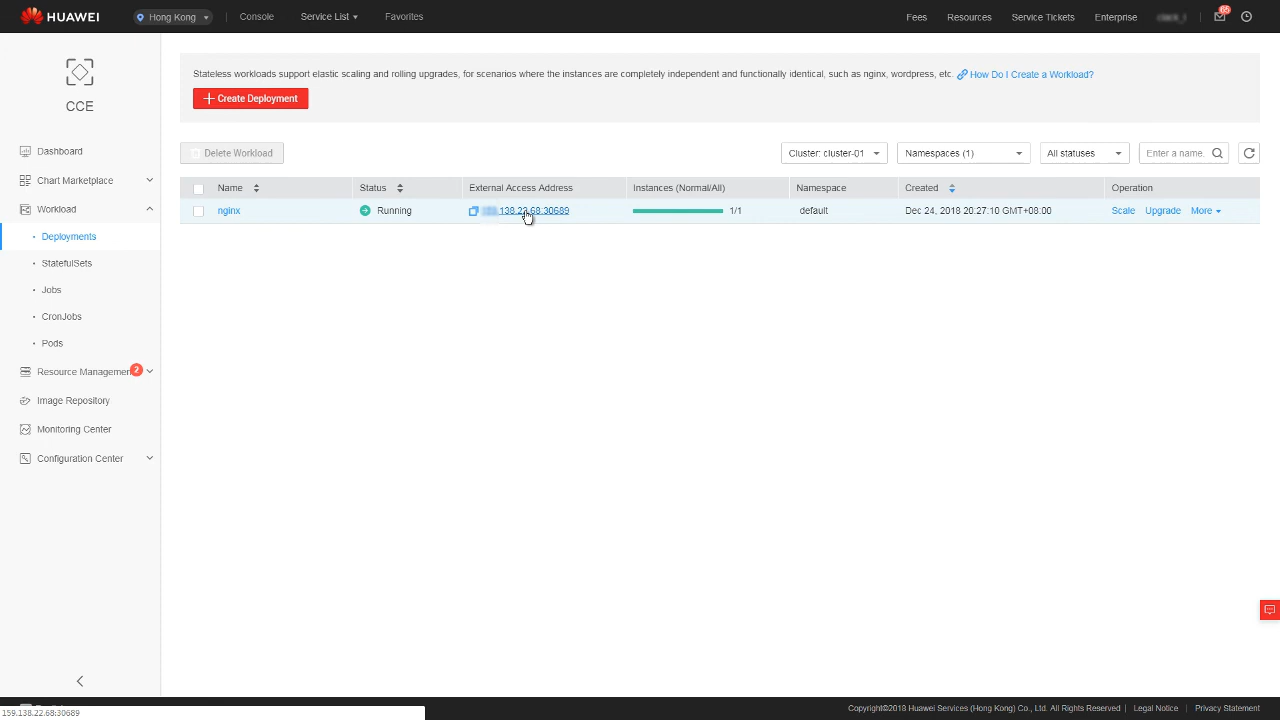 HUAWEI Hong Kong Console Service List Favorites Fees Resources Service Tickets Enterprise 65
Stateless workloads support elastic scaling and rolling upgrades, for scenarios where the instances are completely independent and functionally identical, such as nginx, wordpress, etc. How Do I Create a Workload?
CCE
Create Deployment
Dashboard
Chart Marketplace
Workload
Deployments
StatefulSets
Jobs
CronJobs
Pods
Resource Managemen 2
Image Repository
Monitoring Center
Configuration Center
Delete Workload Cluster: cluster-01 Namespaces (1) All statuses Enter a name.
Name Status External Access Address Instances (Normal/All) Namespace Created Operation
nginx Running .138.22.68:30689 1/1 default Dec 24, 2018 20:27:10 GMT+08:00 Scale Upgrade More
Copyright©2018 Huawei Services (Hong Kong) Co., Ltd. All Rights Reserved Legal Notice Privacy Statement
159.138.22.68:30689